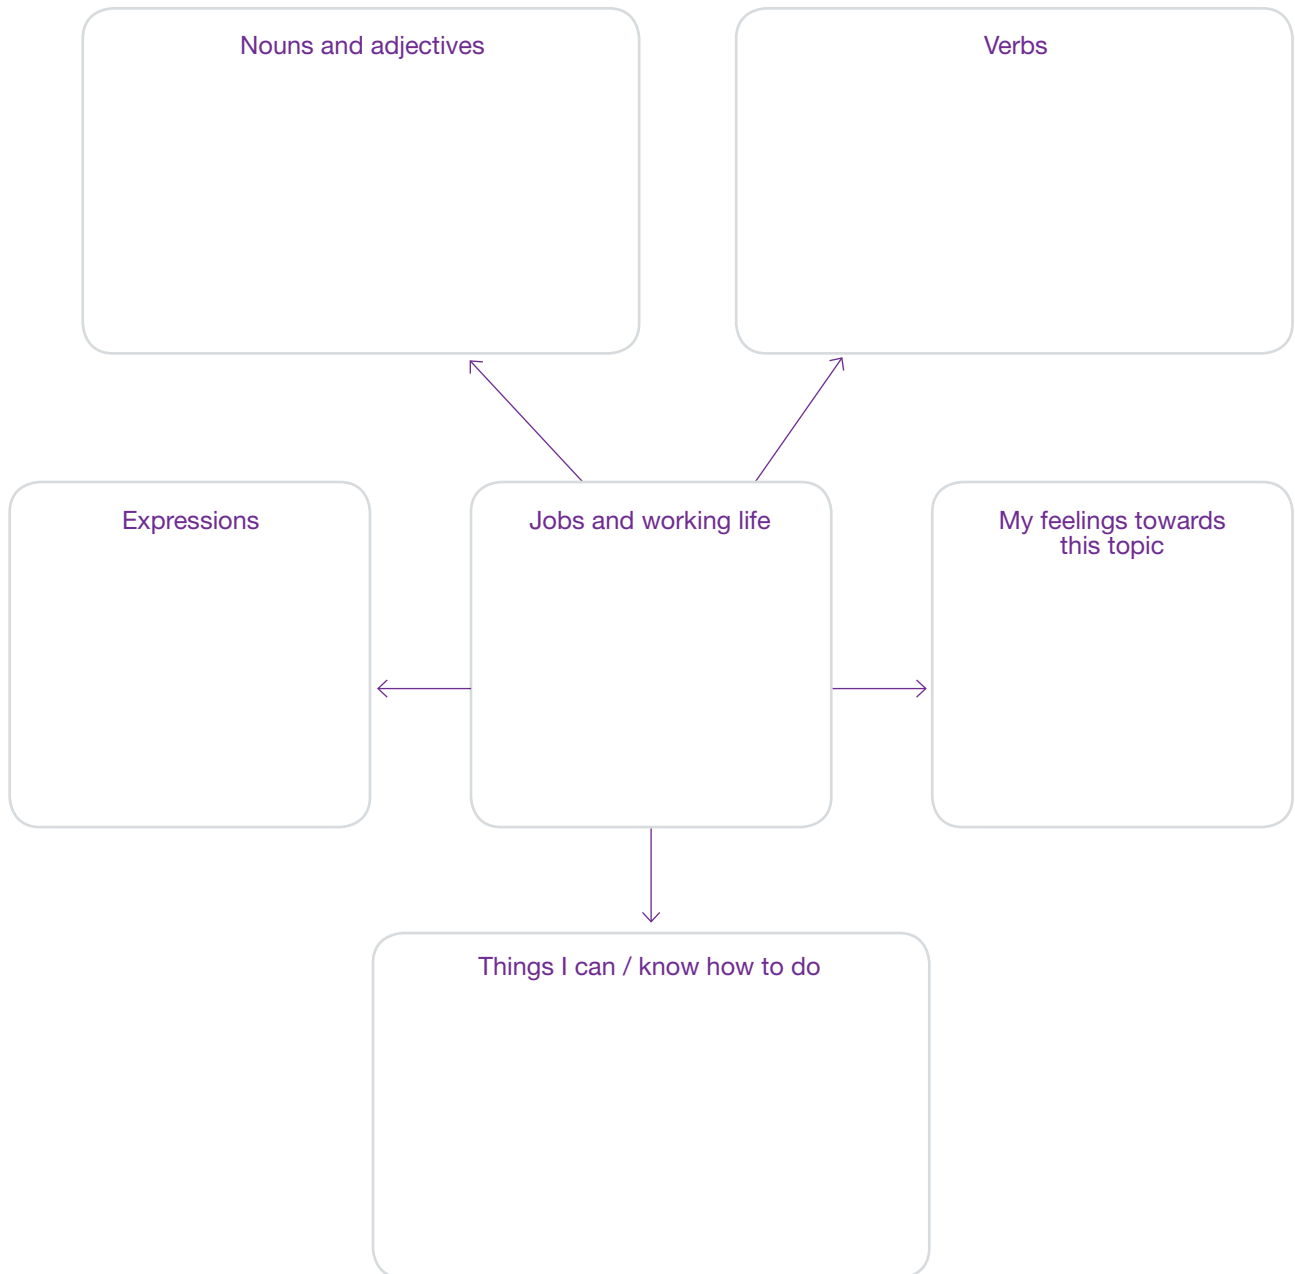 Nouns and adjectives
Verbs
Expressions
Jobs and working life
My feelings towards
this topic
Things I can / know how to do